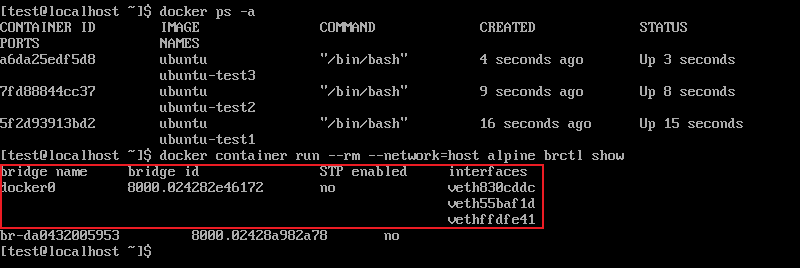 [test@localhost ~]$ docker ps -a
CONTAINER ID        IMAGE               COMMAND             CREATED             STATUS
PORTS               NAMES
a6da25edf5d8        ubuntu              "/bin/bash"         4 seconds ago       Up 3 seconds
                    ubuntu-test3
7fd88844cc37        ubuntu              "/bin/bash"         9 seconds ago       Up 8 seconds
                    ubuntu-test2
5f2d93913bd2        ubuntu              "/bin/bash"         16 seconds ago      Up 15 seconds
                    ubuntu-test1
[test@localhost ~]$ docker container run --rm --network=host alpine brctl show
bridge name     bridge id               STP enabled     interfaces
docker0         8000.024282e46172       no              veth830cddc
                                                        veth55baf1d
                                                        vethffdfe41
br-da0432005953         8000.02428a982a78       no
[test@localhost ~]$